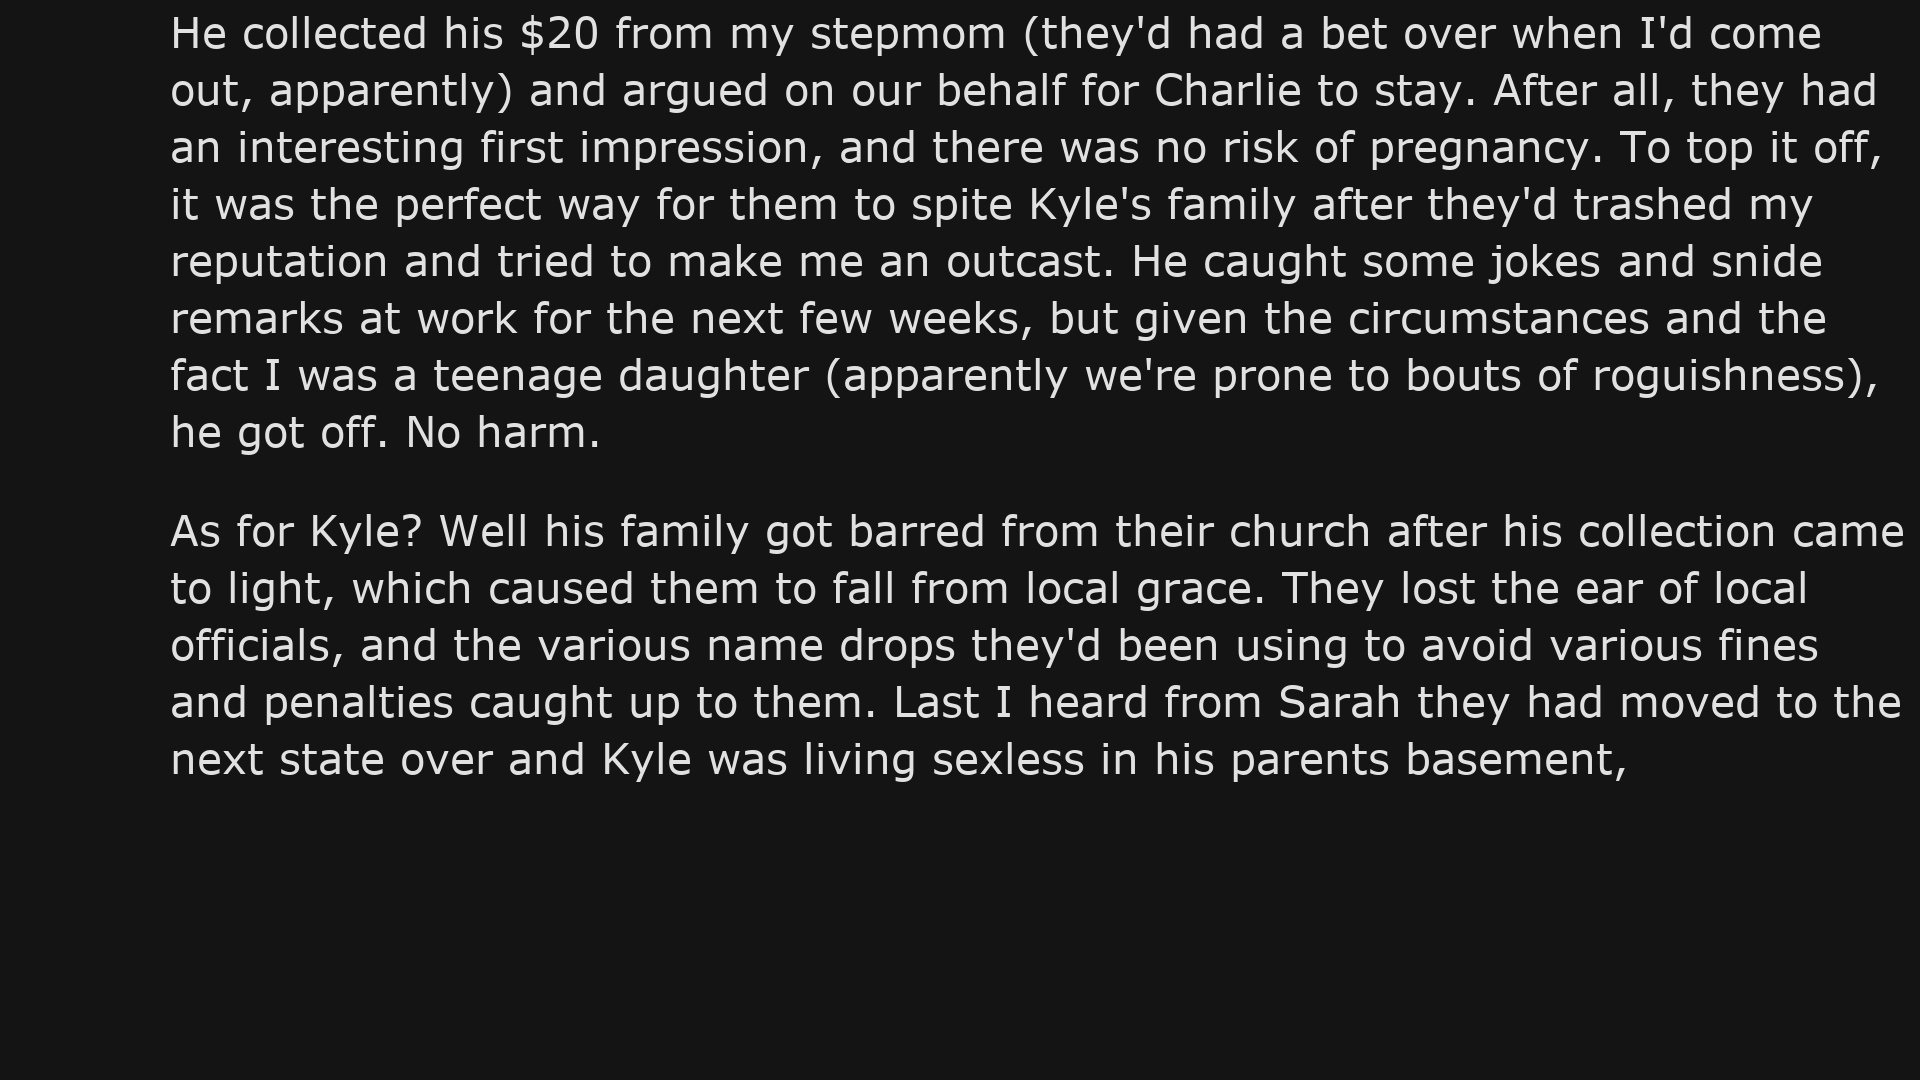 He collected his $20 from my stepmom (they'd had a bet over when I'd come
out, apparently) and argued on our behalf for Charlie to stay. After all, they had
an interesting first impression, and there was no risk of pregnancy. To top it off,
it was the perfect way for them to spite Kyle's family after they'd trashed my
reputation and tried to make me an outcast. He caught some jokes and snide
remarks at work for the next few weeks, but given the circumstances and the
fact I was a teenage daughter (apparently we're prone to bouts of roguishness),
he got off. No harm.
As for Kyle? Well his family got barred from their church after his collection came
to light, which caused them to fall from local grace. They lost the ear of local
officials, and the various name drops they'd been using to avoid various fines
and penalties caught up to them. Last I heard from Sarah they had moved to the
next state over and Kyle was living sexless in his parents basement,